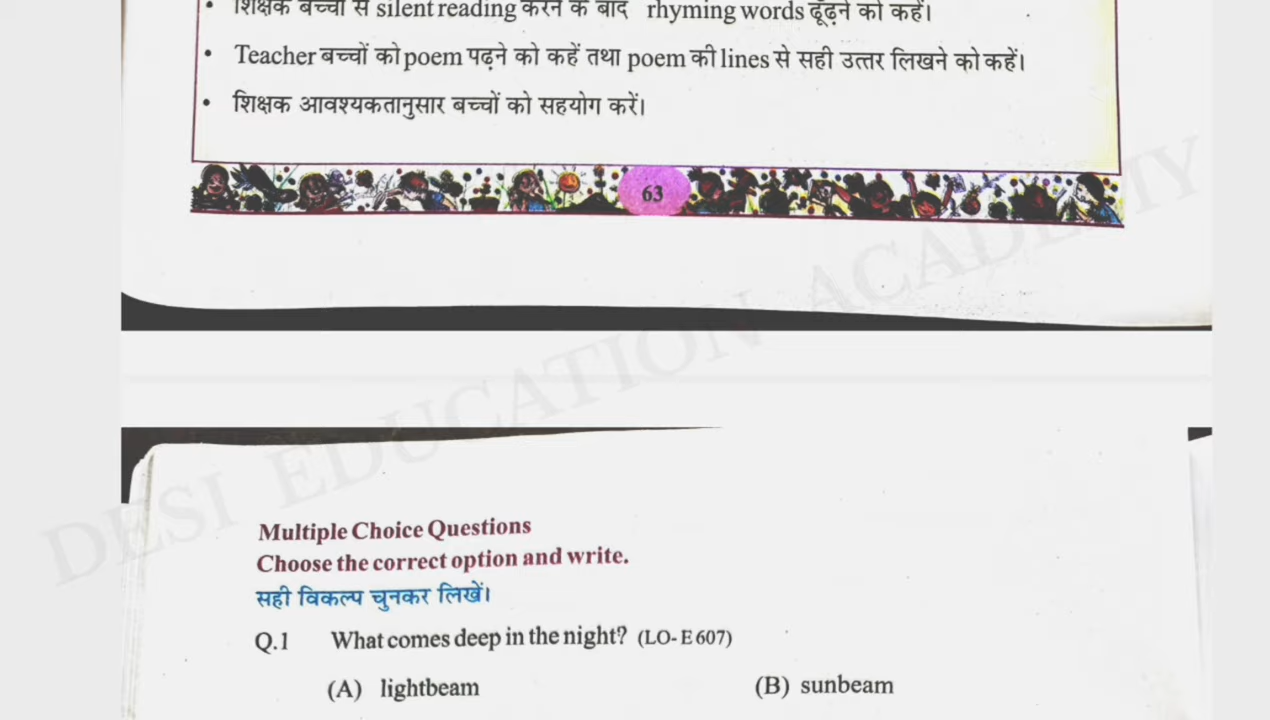 शिक्षक बच्चों से silent reading करने के बाद rhyming words ढूँढ़ने को कहें।
Teacher बच्चों को poem पढ़ने को कहें तथा poem की lines से सही उत्तर लिखने को कहें।
शिक्षक आवश्यकतानुसार बच्चों को सहयोग करें।
63
DESI EDUCATION ACADEMY
Multiple Choice Questions
Choose the correct option and write.
सही विकल्प चुनकर लिखें।
Q.1 What comes deep in the night? (LO- E 607)
(A) lightbeam (B) sunbeam